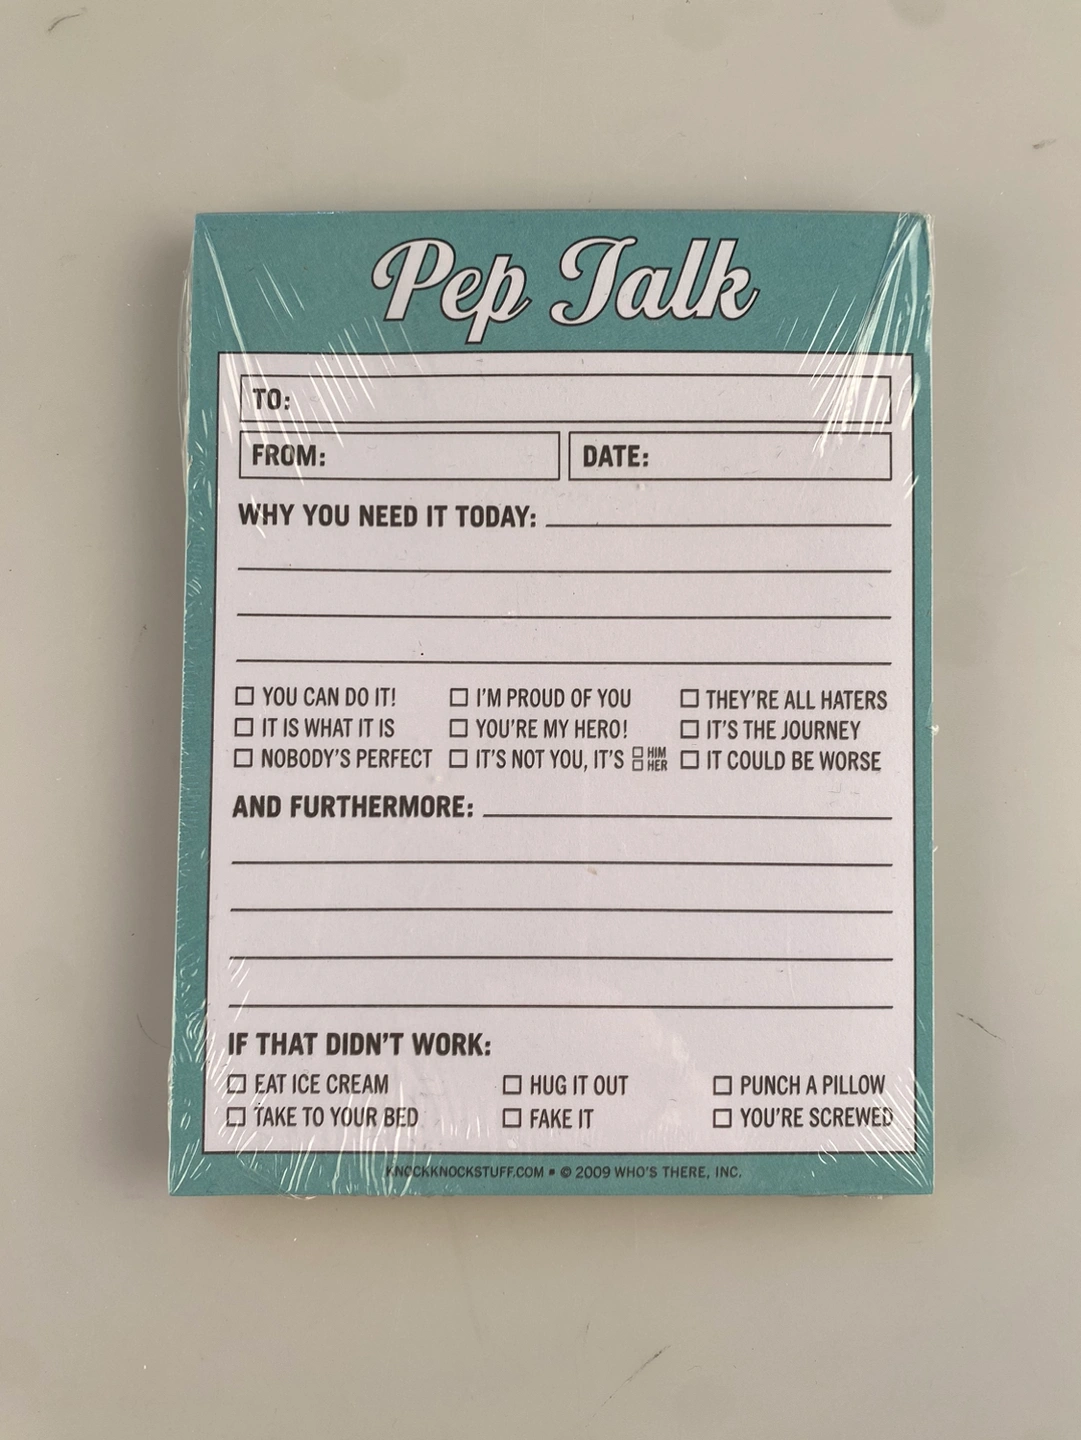 Pep Talk
TO:
FROM: DATE:
WHY YOU NEED IT TODAY:
YOU CAN DO IT! I'M PROUD OF YOU THEY'RE ALL HATERS
IT IS WHAT IT IS YOU'RE MY HERO! IT'S THE JOURNEY
NOBODY'S PERFECT IT'S NOT YOU, IT'S HIM HER IT COULD BE WORSE
AND FURTHERMORE:
IF THAT DIDN'T WORK:
EAT ICE CREAM HUG IT OUT PUNCH A PILLOW
TAKE TO YOUR BED FAKE IT YOU'RE SCREWED
KNOCKKNOCKSTUFF.COM ▪ © 2009 WHO'S THERE, INC.